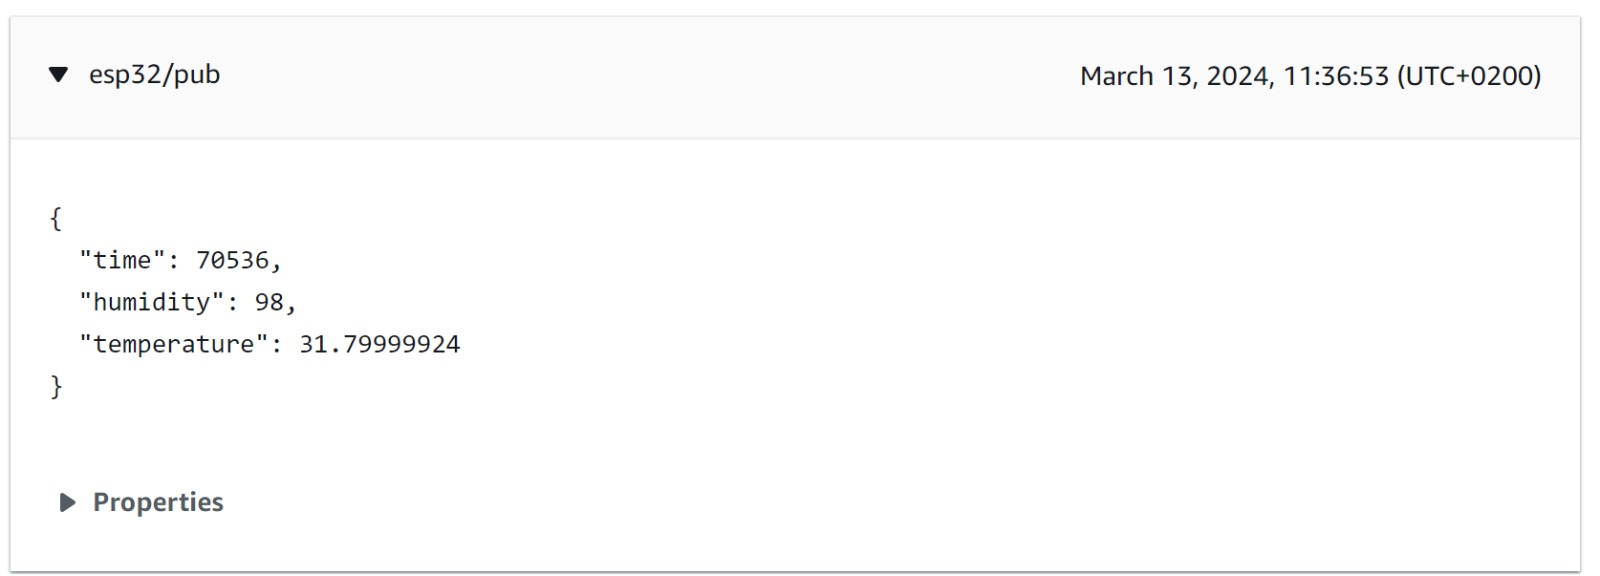 esp32/pub
March 13, 2024, 11:36:53 (UTC+0200)
{
"time": 70536,
"humidity": 98,
"temperature": 31.79999924
}
Properties